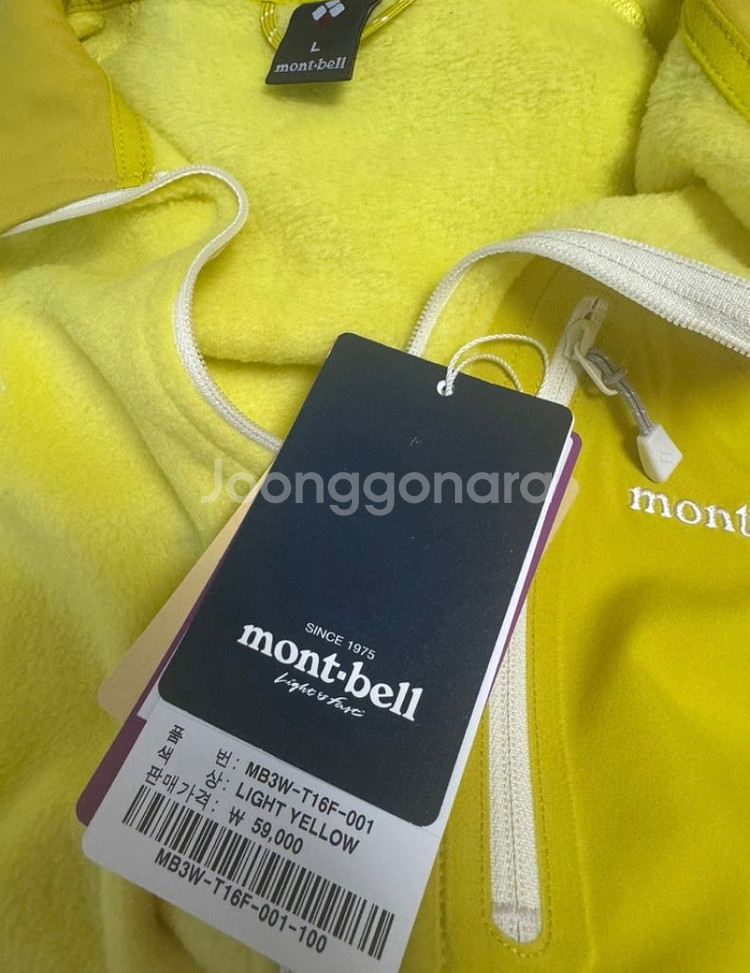 L
mont·bell
Joonggonara
mont
SINCE 1975
mont·bell
Light & Fast
품 번: MB3W-T16F-001
색 상: LIGHT YELLOW
판매가격: ₩ 59,000
MB3W-T16F-001-100